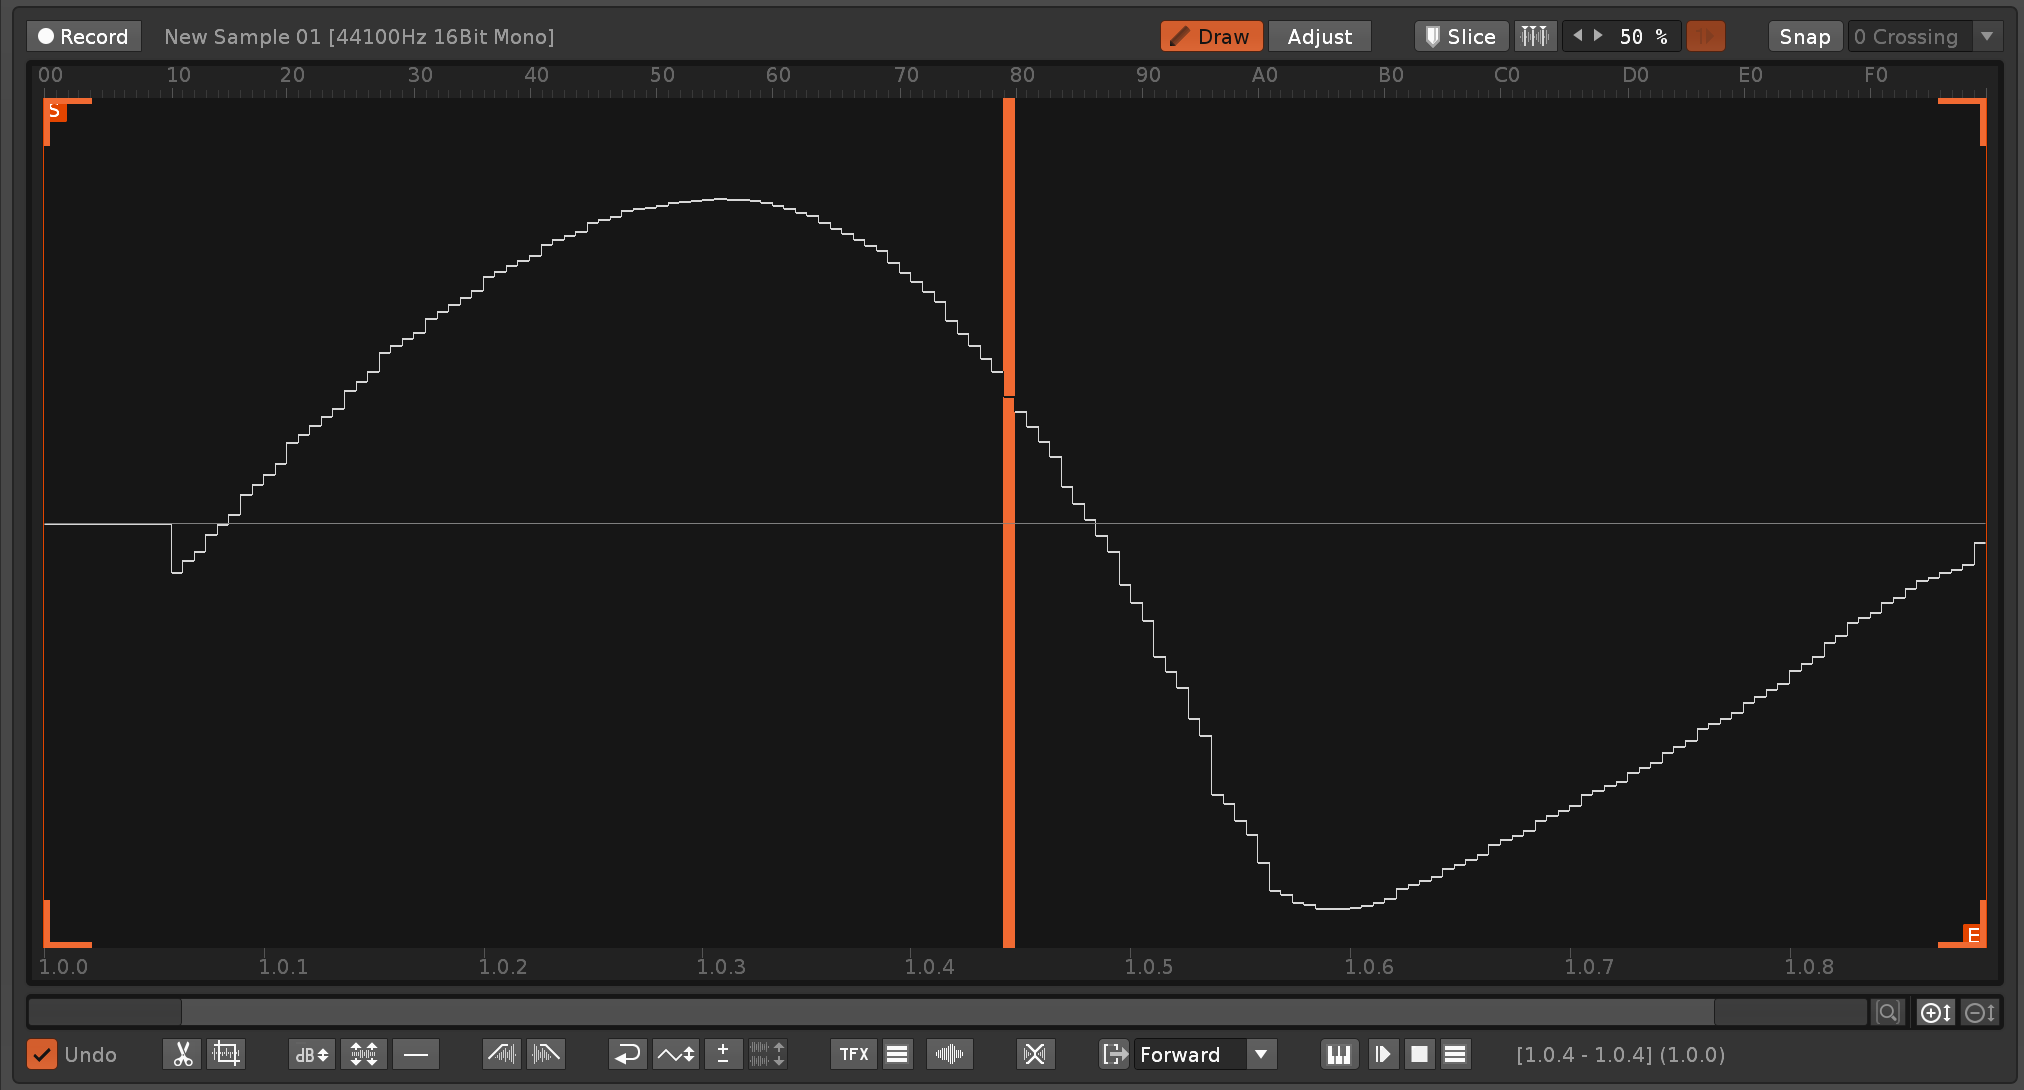 Record New Sample 01 [44100Hz 16Bit Mono] Draw Adjust Slice 50 % Snap 0 Crossing
00 10 20 30 40 50 60 70 80 90 A0 B0 C0 D0 E0 F0
S
E
1.0.0 1.0.1 1.0.2 1.0.3 1.0.4 1.0.5 1.0.6 1.0.7 1.0.8
Undo dB TFX Forward [1.0.4 - 1.0.4] (1.0.0)